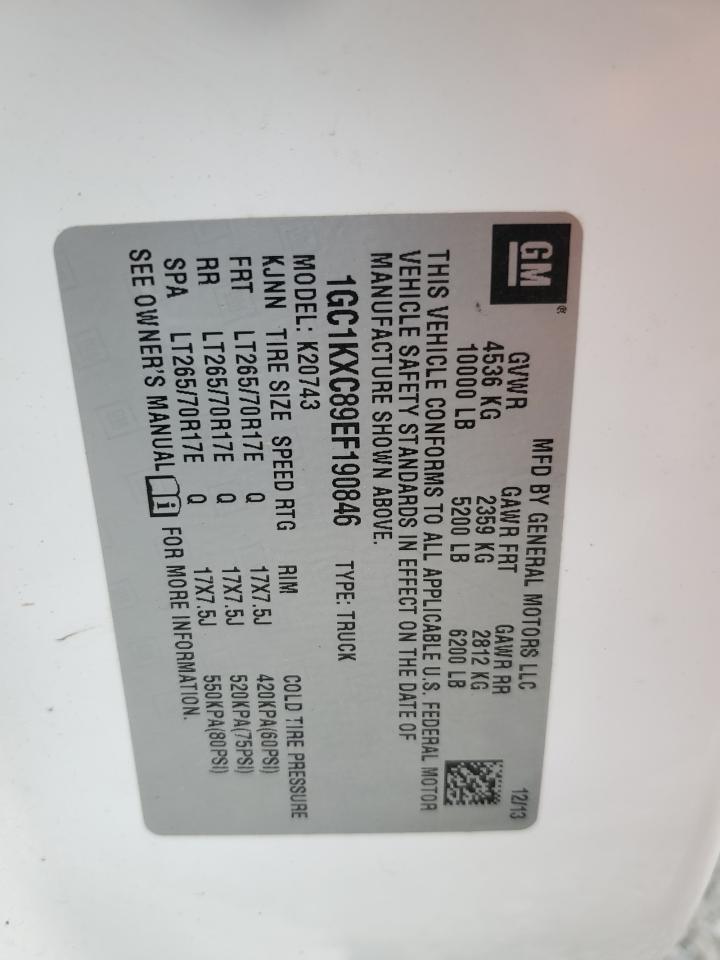 GM®
MFD BY GENERAL MOTORS LLC 12/13
GVWR GAWR FRT GAWR RR
4536 KG 2359 KG 2812 KG
10000 LB 5200 LB 6200 LB
THIS VEHICLE CONFORMS TO ALL APPLICABLE U.S. FEDERAL MOTOR
VEHICLE SAFETY STANDARDS IN EFFECT ON THE DATE OF
MANUFACTURE SHOWN ABOVE.
1GC1KXC89EF190846 TYPE: TRUCK
MODEL: K20743
KJNN TIRE SIZE SPEED RTG RIM COLD TIRE PRESSURE
FRT LT265/70R17E Q 17X7.5J 420KPA(60PSI)
RR LT265/70R17E Q 17X7.5J 520KPA(75PSI)
SPA LT265/70R17E Q 17X7.5J 550KPA(80PSI)
SEE OWNER'S MANUAL FOR MORE INFORMATION.